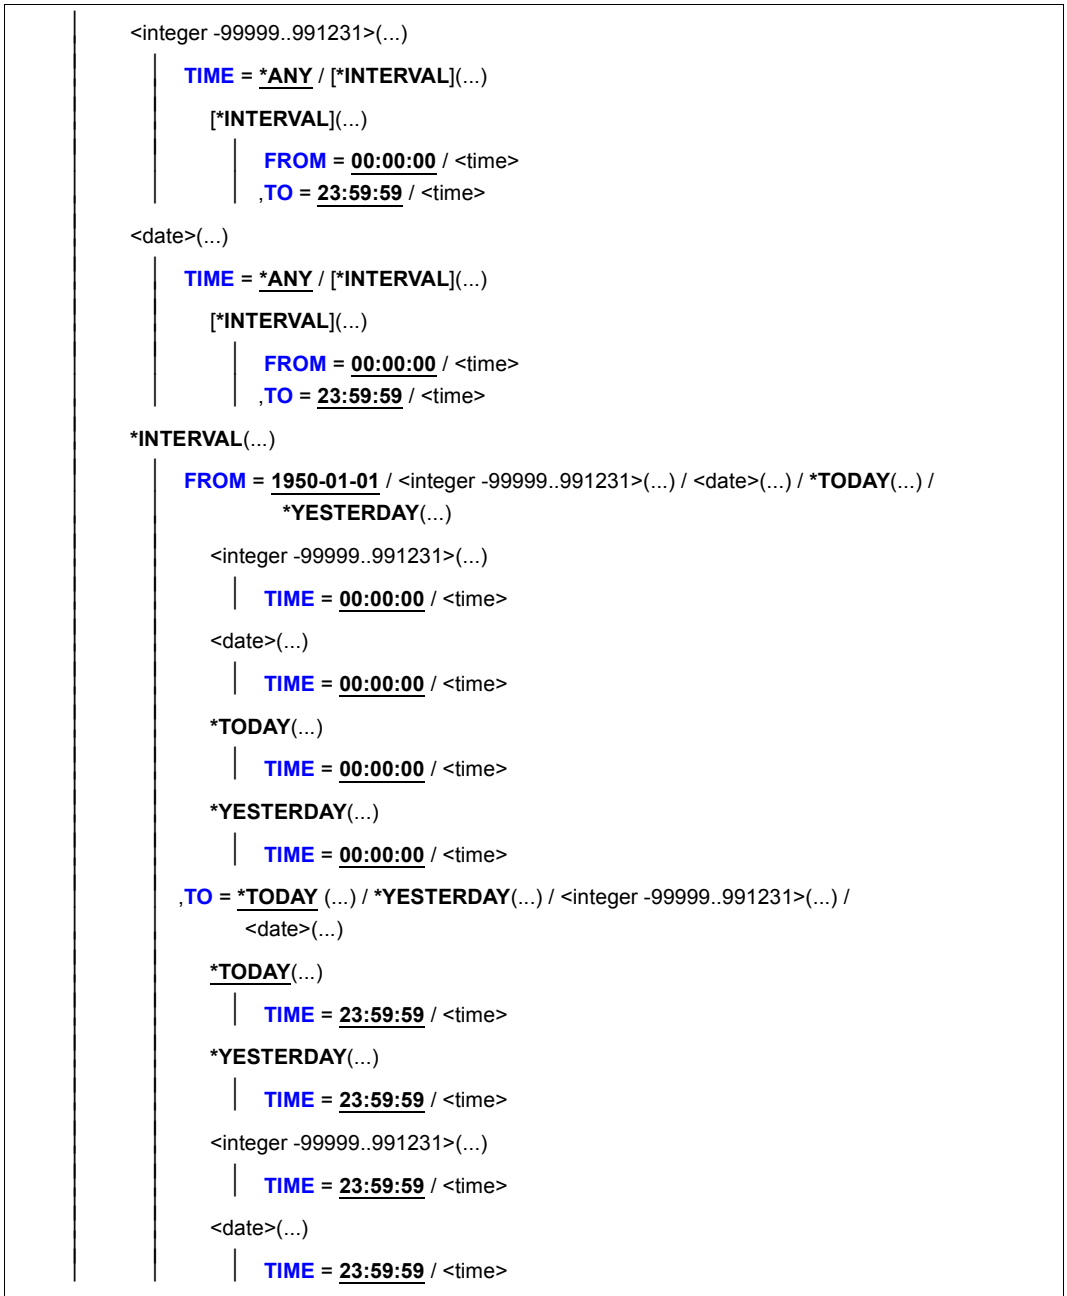 <integer -99999..991231>(...)
TIME = *ANY / [*INTERVAL](...)
[*INTERVAL](...)
FROM = 00:00:00 / <time>
,TO = 23:59:59 / <time>
<date>(...)
TIME = *ANY / [*INTERVAL](...)
[*INTERVAL](...)
FROM = 00:00:00 / <time>
,TO = 23:59:59 / <time>
*INTERVAL(...)
FROM = 1950-01-01 / <integer -99999..991231>(...) / <date>(...) / *TODAY(...) /
*YESTERDAY(...)
<integer -99999..991231>(...)
TIME = 00:00:00 / <time>
<date>(...)
TIME = 00:00:00 / <time>
*TODAY(...)
TIME = 00:00:00 / <time>
*YESTERDAY(...)
TIME = 00:00:00 / <time>
,TO = *TODAY (...) / *YESTERDAY(...) / <integer -99999..991231>(...) /
<date>(...)
*TODAY(...)
TIME = 23:59:59 / <time>
*YESTERDAY(...)
TIME = 23:59:59 / <time>
<integer -99999..991231>(...)
TIME = 23:59:59 / <time>
<date>(...)
TIME = 23:59:59 / <time>